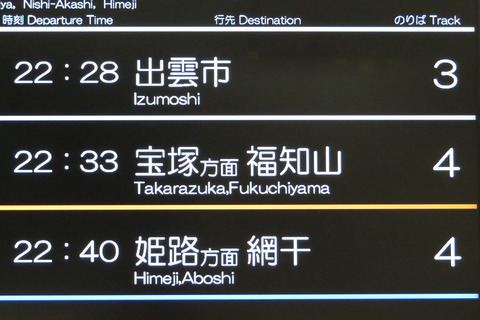 ya, Nishi-Akashi, Himeji
時刻 Departure Time 行先 Destination のりば Track
22:28 出雲市 3
Izumoshi
22:33 宝塚方面 福知山 4
Takarazuka,Fukuchiyama
22:40 姫路方面 網干 4
Himeji,Aboshi